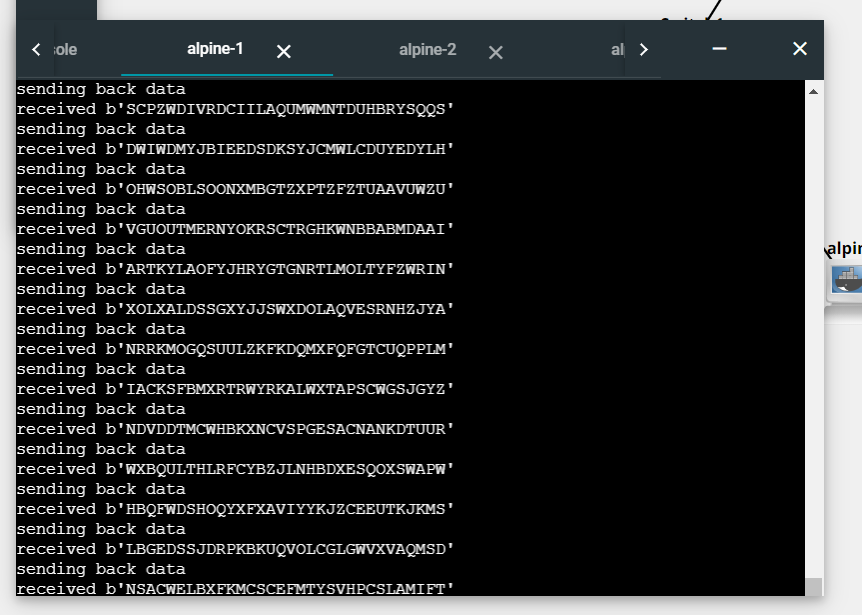 sole
alpine-1
alpine-2
sending back data
received b'SCPZWDIVRDCIILAQUMWMNTDUHBRYSQQS'
sending back data
received b'DWIWDMYJBIEEDSDKSYJCMWLCDUYEDYLH'
sending back data
received b'OHWSOBLSOONXMBGTZXPTZFZTUAAVUWZU'
sending back data
received b'VGUOUTMERNYOKRSCTRGHKWNBBABMDAAI'
sending back data
received b'ARTKYLAOFYJHRYGTGNRTLMOLTYFZWRIN'
sending back data
received b'XOLXALDSSGXYJJSWXDOLAQVESRNHZJYA'
sending back data
received b'NRRKMOGQSUULZKFKDQMXFQFGTCUQPPLM'
sending back data
received b'IACKSFBMXRTRWYRKALWXTAPSCWGSJGYZ'
sending back data
received b'NDVDDTMCWHBKXNCVSPGESACNANKDTUUR'
sending back data
received b'WXBQULTHLRFCYBZJLNHBDXESQOXSWAPW'
sending back data
received b'HBQFWDSHOQYXFXAVIYYKJZCEEUTKJKMS'
sending back data
received b'LBGEDSSJDRPKBKUQVOLCGLGWVXVAQMSD'
sending back data
received b'NSACWELBXFKMCSCEFMTYSVHPCSLAMIFT'
alpin